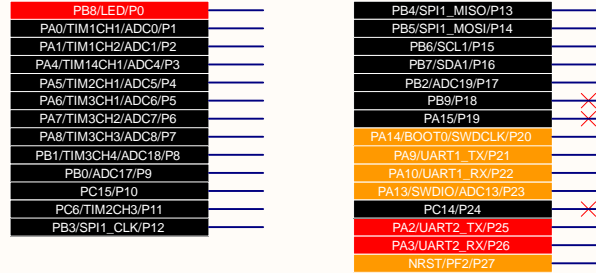 PB8/LED/P0
PA0/TIM1CH1/ADC0/P1
PA1/TIM1CH2/ADC1/P2
PA4/TIM14CH1/ADC4/P3
PA5/TIM2CH1/ADC5/P4
PA6/TIM3CH1/ADC6/P5
PA7/TIM3CH2/ADC7/P6
PA8/TIM3CH3/ADC8/P7
PB1/TIM3CH4/ADC18/P8
PB0/ADC17/P9
PC15/P10
PC6/TIM2CH3/P11
PB3/SPI1_CLK/P12
PB4/SPI1_MISO/P13
PB5/SPI1_MOSI/P14
PB6/SCL1/P15
PB7/SDA1/P16
PB2/ADC19/P17
PB9/P18
PA15/P19
PA14/BOOT0/SWDCLK/P20
PA9/UART1_TX/P21
PA10/UART1_RX/P22
PA13/SWDIO/ADC13/P23
PC14/P24
PA2/UART2_TX/P25
PA3/UART2_RX/P26
NRST/PF2/P27